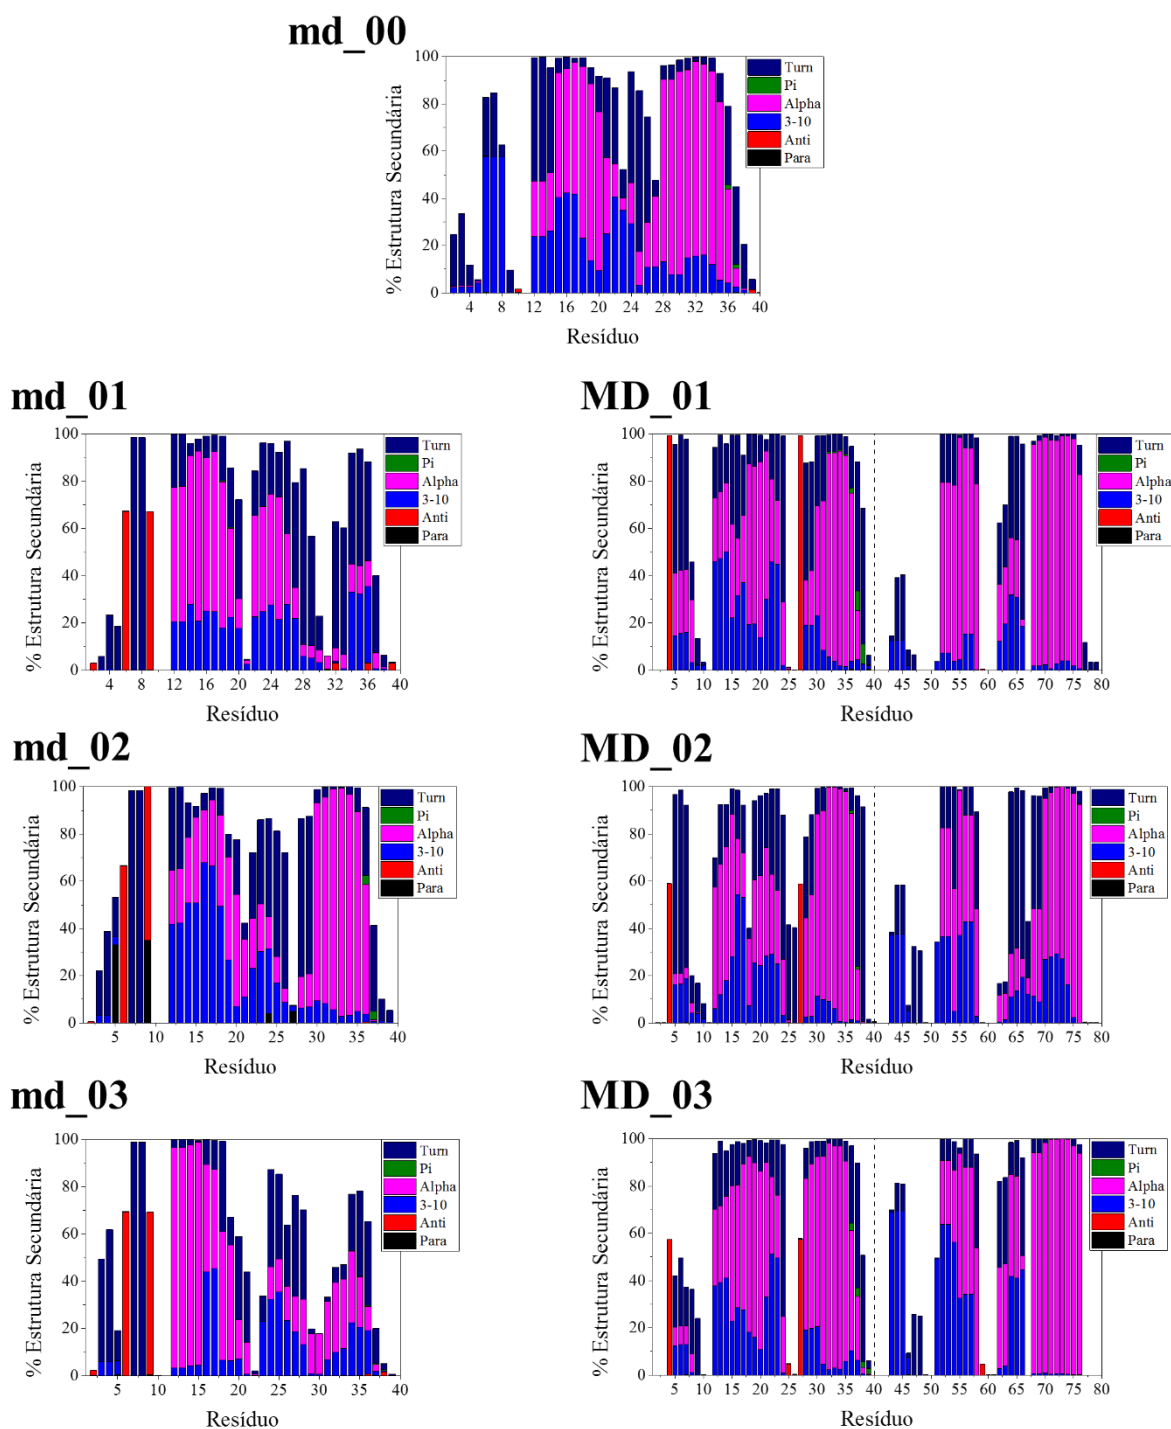 md_00
% Estrutura Secundária
100
80
60
40
20
0
Turn
Pi
Alpha
3-10
Anti
Para
4 8 12 16 20 24 28 32 36 40
Resíduo
md_01
% Estrutura Secundária
100
80
60
40
20
0
Turn
Pi
Alpha
3-10
Anti
Para
4 8 12 16 20 24 28 32 36 40
Resíduo
MD_01
% Estrutura Secundária
100
80
60
40
20
0
Turn
Pi
Alpha
3-10
Anti
Para
5 10 15 20 25 30 35 40 45 50 55 60 65 70 75 80
Resíduo
md_02
% Estrutura Secundária
100
80
60
40
20
0
Turn
Pi
Alpha
3-10
Anti
Para
5 10 15 20 25 30 35 40
Resíduo
MD_02
% Estrutura Secundária
100
80
60
40
20
0
Turn
Pi
Alpha
3-10
Anti
Para
5 10 15 20 25 30 35 40 45 50 55 60 65 70 75 80
Resíduo
md_03
% Estrutura Secundária
100
80
60
40
20
0
Turn
Pi
Alpha
3-10
Anti
Para
5 10 15 20 25 30 35 40
Resíduo
MD_03
% Estrutura Secundária
100
80
60
40
20
0
Turn
Pi
Alpha
3-10
Anti
Para
5 10 15 20 25 30 35 40 45 50 55 60 65 70 75 80
Resíduo